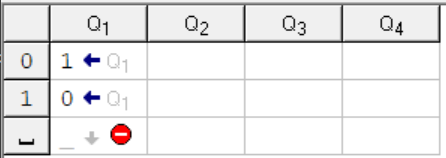 Q₁ Q₂ Q₃ Q₄
0 1 ← Q₁
1 0 ← Q₁
⎵ _ ↓